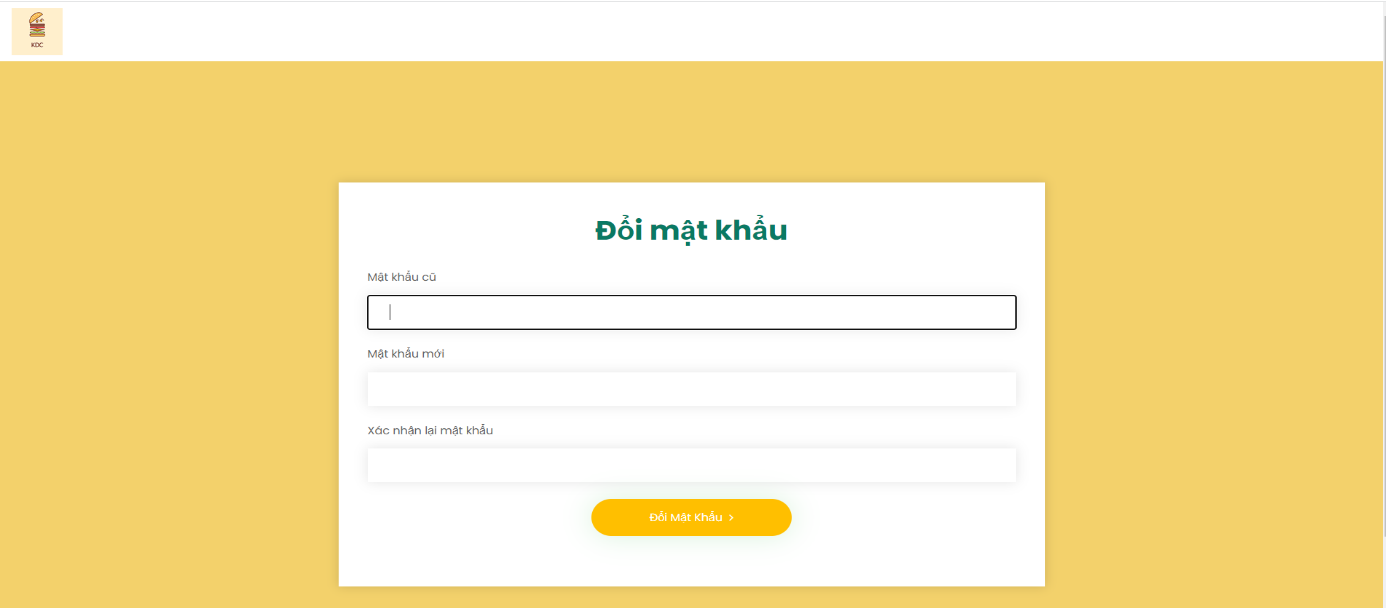 KDC
Đổi mật khẩu
Mật khẩu cũ
Mật khẩu mới
Xác nhận lại mật khẩu
Đổi Mật Khẩu >